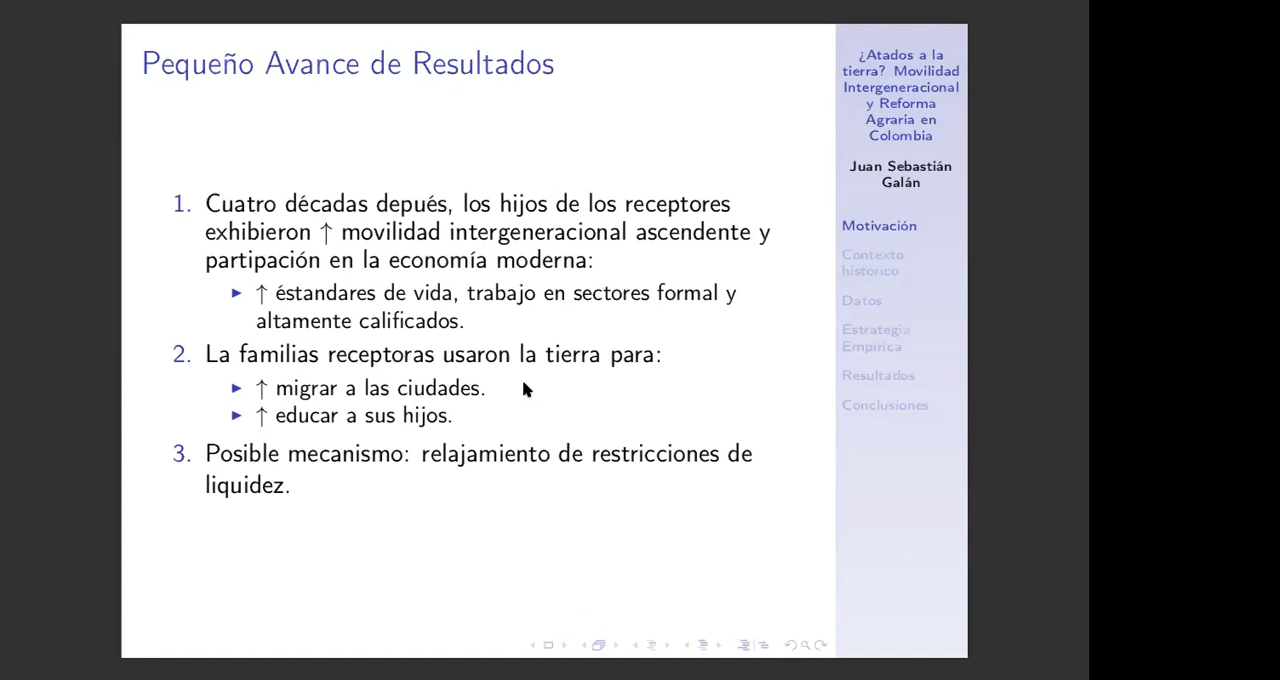 Pequeño Avance de Resultados
1. Cuatro décadas depués, los hijos de los receptores
exhibieron ↑ movilidad intergeneracional ascendente y
partipación en la economía moderna:
▶ ↑ éstandares de vida, trabajo en sectores formal y
altamente calificados.
2. La familias receptoras usaron la tierra para:
▶ ↑ migrar a las ciudades.
▶ ↑ educar a sus hijos.
3. Posible mecanismo: relajamiento de restricciones de
liquidez.
¿Atados a la
tierra? Movilidad
Intergeneracional
y Reforma
Agraria en
Colombia
Juan Sebastián
Galán
Motivación
Contexto
histórico
Datos
Estrategia
Empírica
Resultados
Conclusiones